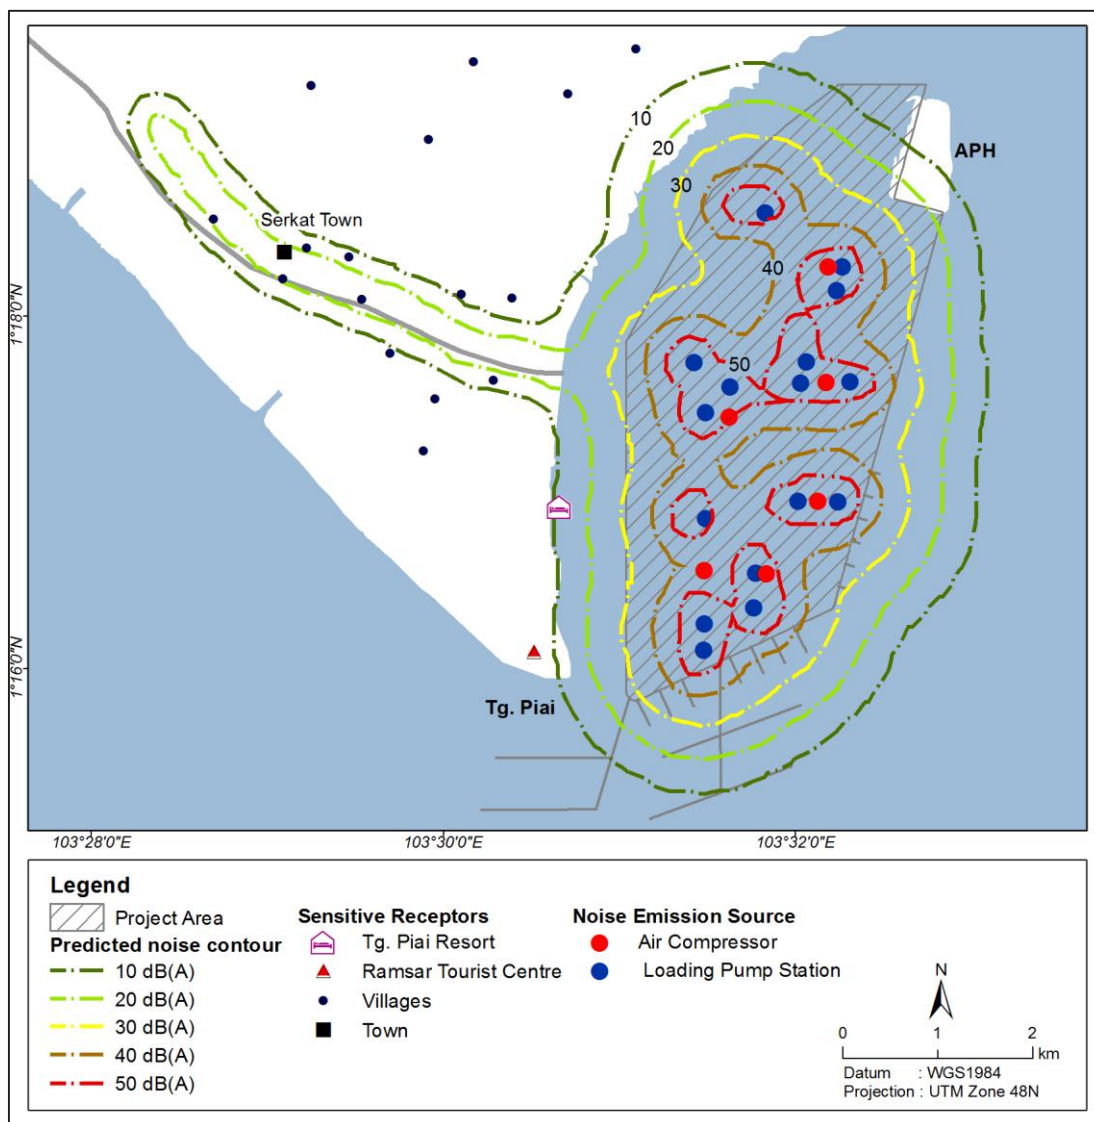 10
20
APH
30
Serkat Town
40
1°18'0"N
50
1°16'0"N
Tg. Piai
103°28'0"E
103°30'0"E
103°32'0"E
Legend
Project Area
Predicted noise contour
10 dB(A)
20 dB(A)
30 dB(A)
40 dB(A)
50 dB(A)
Sensitive Receptors
Tg. Piai Resort
Ramsar Tourist Centre
Villages
Town
Noise Emission Source
Air Compressor
Loading Pump Station
N
0 1 2
km
Datum : WGS1984
Projection : UTM Zone 48N